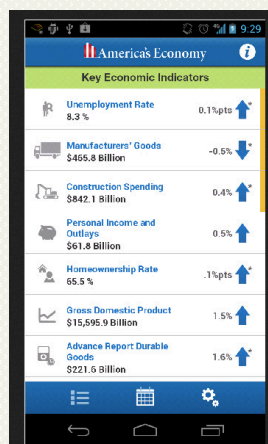 9:29
America's Economy
i
Key Economic Indicators
Unemployment Rate
8.3 %
0.1%pts *
Manufacturers' Goods
$465.8 Billion
-0.5% *
Construction Spending
$842.1 Billion
0.4% *
Personal Income and
Outlays
$61.8 Billion
0.5%
Homeownership Rate
65.5 %
.1%pts *
Gross Domestic Product
$15,595.9 Billion
1.5%
Advance Report Durable
Goods
$221.6 Billion
1.6% *